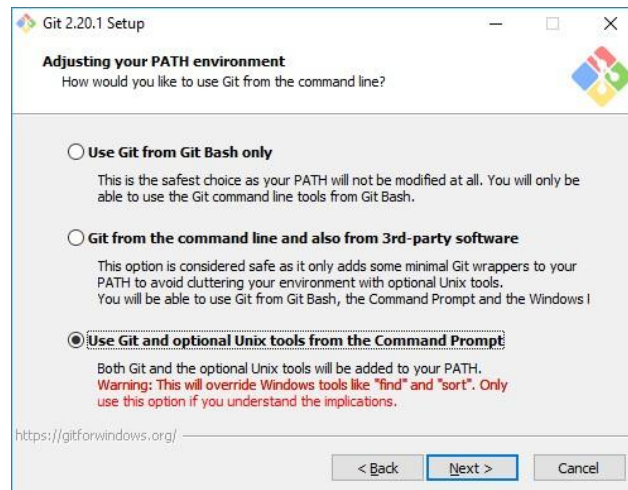 Git 2.20.1 Setup
Adjusting your PATH environment
How would you like to use Git from the command line?
Use Git from Git Bash only
This is the safest choice as your PATH will not be modified at all. You will only be
able to use the Git command line tools from Git Bash.
Git from the command line and also from 3rd-party software
This option is considered safe as it only adds some minimal Git wrappers to your
PATH to avoid cluttering your environment with optional Unix tools.
You will be able to use Git from Git Bash, the Command Prompt and the Windows
Use Git and optional Unix tools from the Command Prompt
Both Git and the optional Unix tools will be added to your PATH.
Warning: This will override Windows tools like "find" and "sort". Only
use this option if you understand the implications.
https://gitforwindows.org/
< Back Next > Cancel